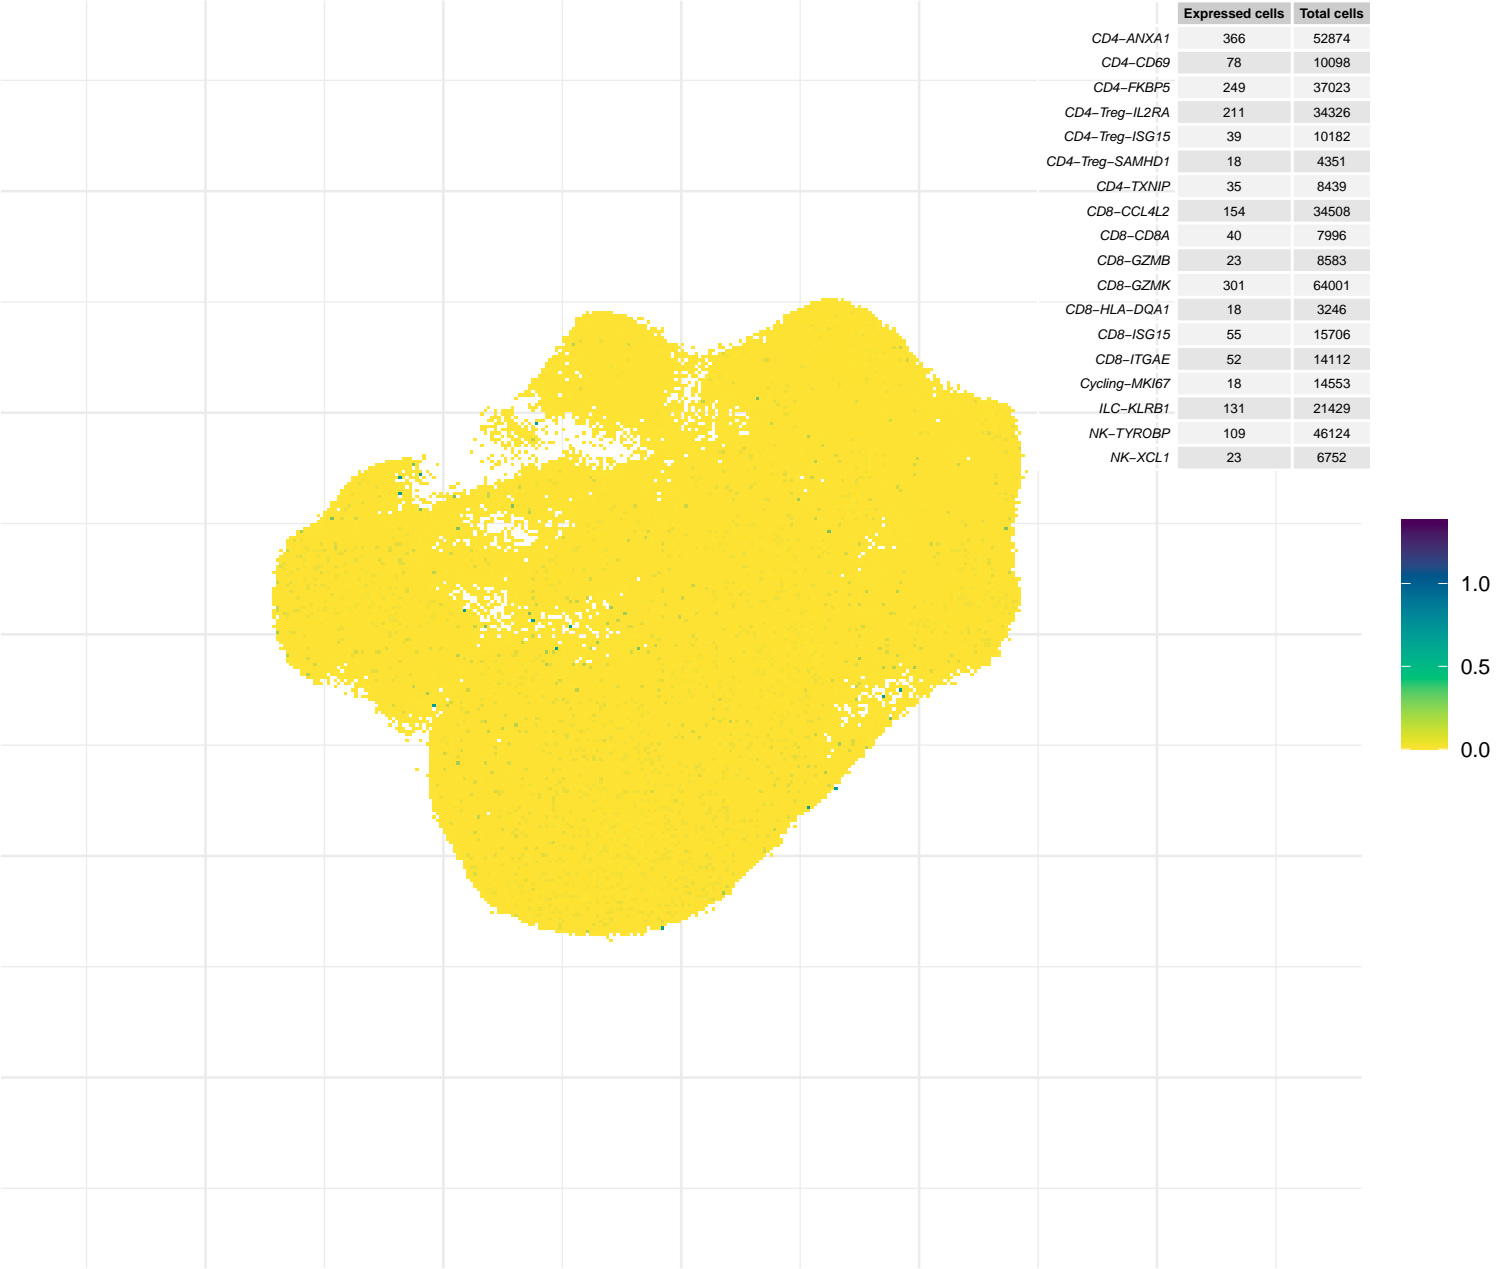 Expressed cells Total cells
CD4−ANXA1 366 52874
CD4−CD69 78 10098
CD4−FKBP5 249 37023
CD4−Treg−IL2RA 211 34326
CD4−Treg−ISG15 39 10182
CD4−Treg−SAMHD1 18 4351
CD4−TXNIP 35 8439
CD8−CCL4L2 154 34508
CD8−CD8A 40 7996
CD8−GZMB 23 8583
CD8−GZMK 301 64001
CD8−HLA−DQA1 18 3246
CD8−ISG15 55 15706
CD8−ITGAE 52 14112
Cycling−MKI67 18 14553
ILC−KLRB1 131 21429
NK−TYROBP 109 46124
NK−XCL1 23 6752
1.0
0.5
0.0